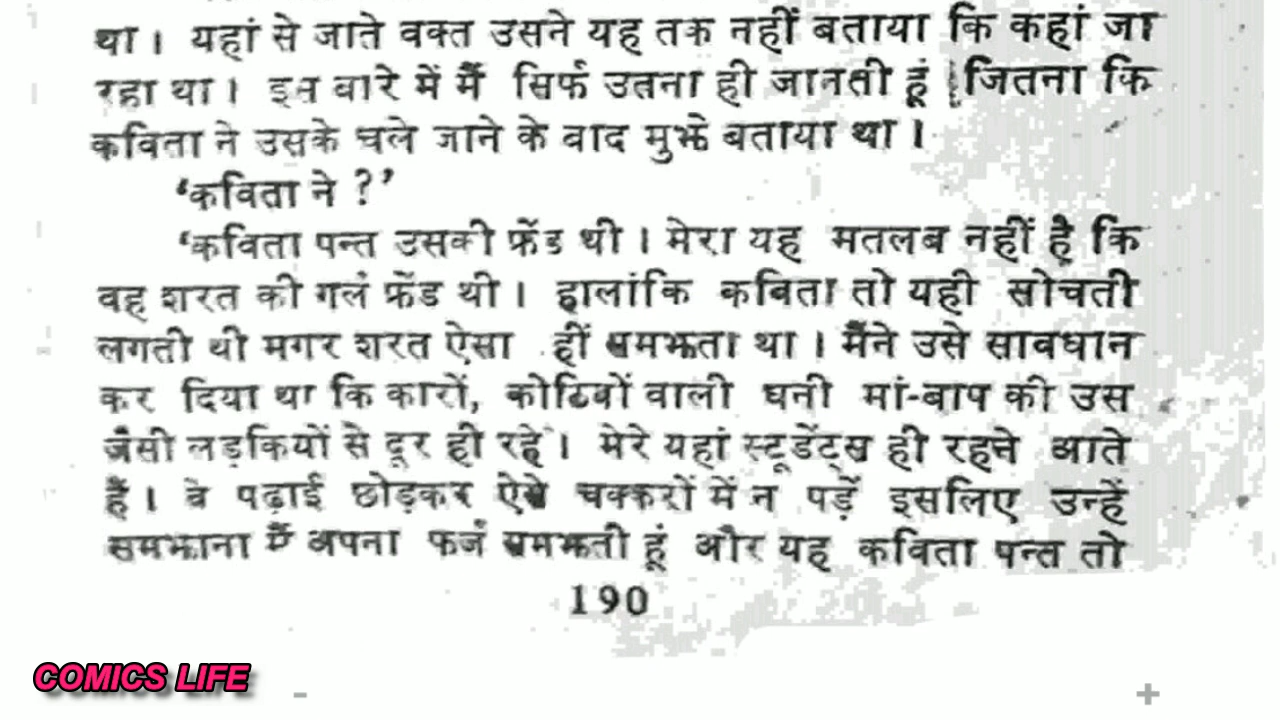 था। यहां से जाते वक्त उसने यह तक नहीं बताया कि कहां जा
रहा था। इस बारे में मैं सिर्फ उतना ही जानती हूं जितना कि
कविता ने उसके चले जाने के बाद मुझे बताया था।
‘कविता ने ?’
‘कविता पन्त उसकी फ्रेंड थी। मेरा यह मतलब नहीं है कि
वह शरत की गर्ल फ्रेंड थी। हालांकि कविता तो यही सोचती
लगती थी मगर शरत ऐसा हीं समझता था। मैंने उसे सावधान
कर दिया था कि कारों, कोठियों वाली धनी मां-बाप की उस
जैसी लड़कियों से दूर ही रहे। मेरे यहां स्टूडेंट्स ही रहने आते
हैं। वे पढ़ाई छोड़कर ऐसे चक्करों में न पड़ें इसलिए उन्हें
समझाना मैं अपना फर्ज समझती हूं और यह कविता पन्त तो
190
COMICS LIFE
- +